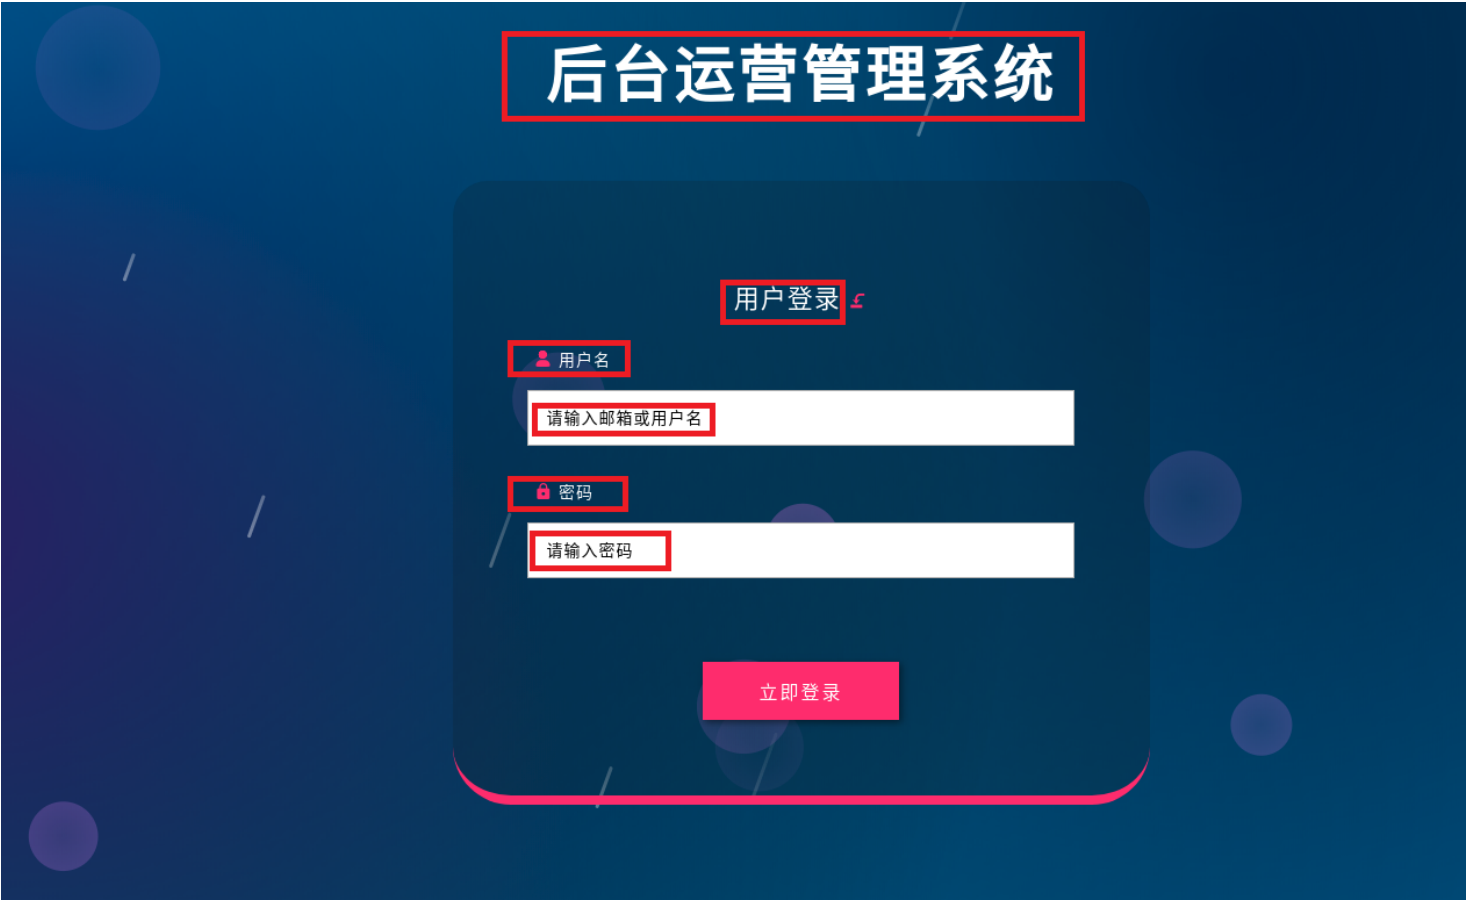 后台运营管理系统
用户登录
用户名
请输入邮箱或用户名
密码
请输入密码
立即登录